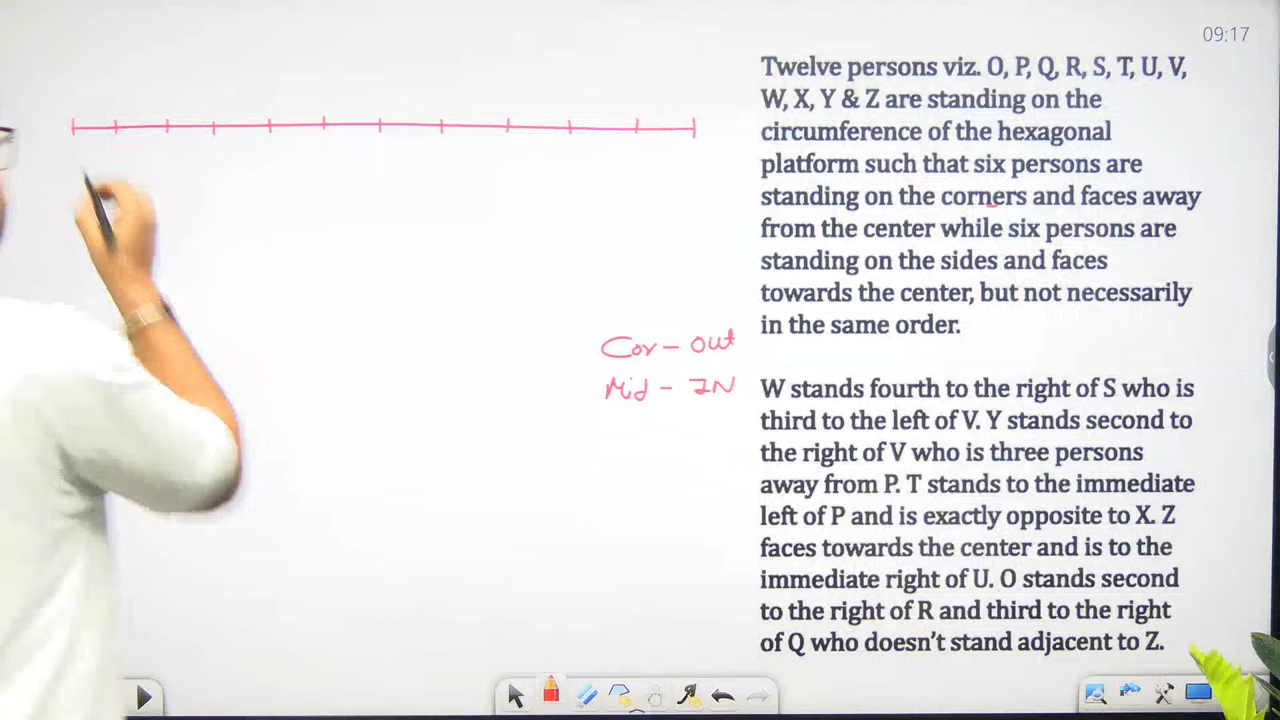 09:17
Twelve persons viz. O, P, Q, R, S, T, U, V,
W, X, Y & Z are standing on the
circumference of the hexagonal
platform such that six persons are
standing on the corners and faces away
from the center while six persons are
standing on the sides and faces
towards the center, but not necessarily
in the same order.
Cor - out
Mid - IN
W stands fourth to the right of S who is
third to the left of V. Y stands second to
the right of V who is three persons
away from P. T stands to the immediate
left of P and is exactly opposite to X. Z
faces towards the center and is to the
immediate right of U. O stands second
to the right of R and third to the right
of Q who doesn't stand adjacent to Z.